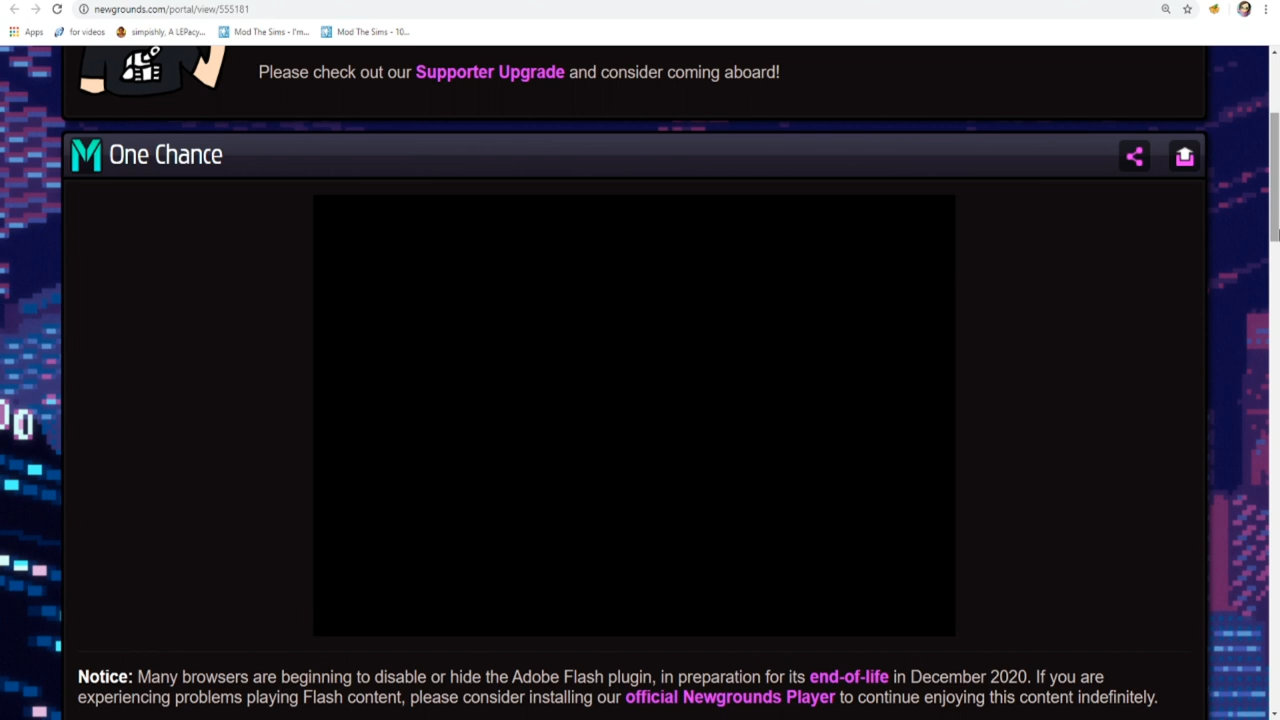 newgrounds.com/portal/view/555181
Apps for videos simpishly, A LEPacy... Mod The Sims - I'm... Mod The Sims - 10...
Please check out our Supporter Upgrade and consider coming aboard!
One Chance
Notice: Many browsers are beginning to disable or hide the Adobe Flash plugin, in preparation for its end-of-life in December 2020. If you are
experiencing problems playing Flash content, please consider installing our official Newgrounds Player to continue enjoying this content indefinitely.